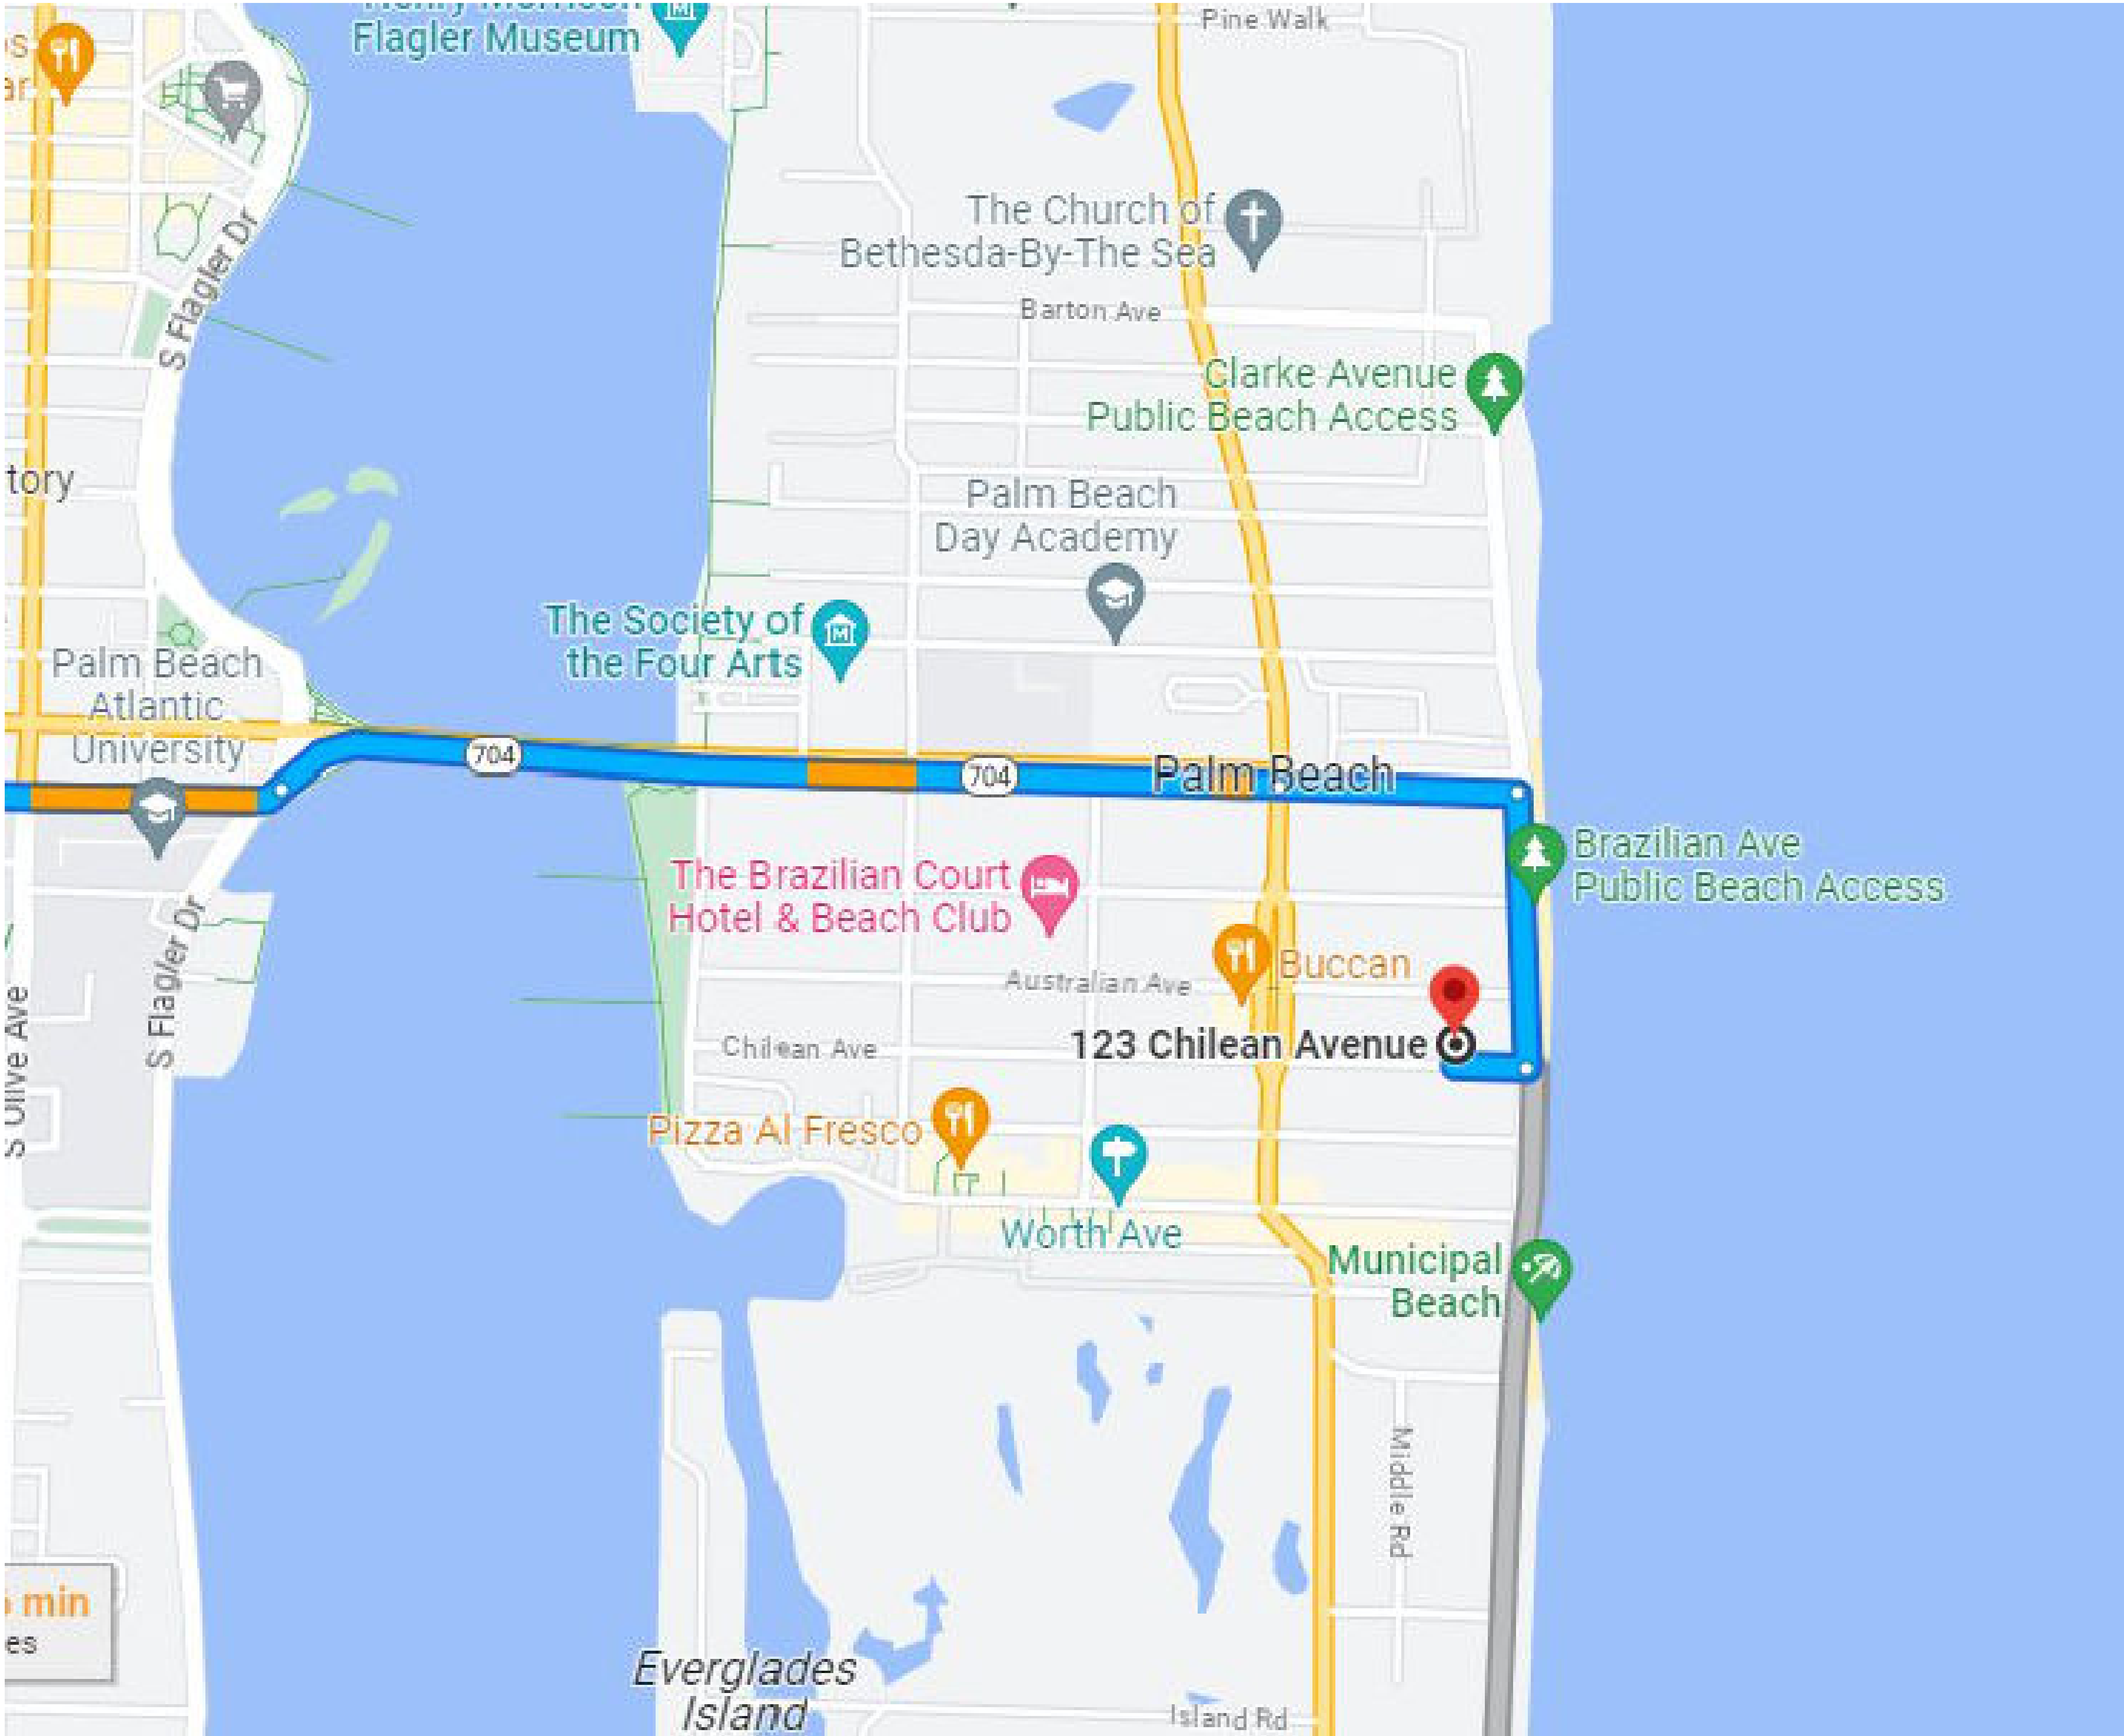 Flagler Museum
Pine Walk
S Flagler Dr
The Church of
Bethesda-By-The Sea
Barton Ave
Clarke Avenue
Public Beach Access
tory
Palm Beach
Day Academy
The Society of
the Four Arts
Palm Beach
Atlantic
University
704
704
Palm Beach
Brazilian Ave
Public Beach Access
The Brazilian Court
Hotel & Beach Club
Buccan
Australian Ave
S Flagler Dr
S Olive Ave
Chilean Ave
123 Chilean Avenue
Pizza Al Fresco
Worth Ave
Municipal
Beach
Middle Rd
min
es
Everglades
Island
Island Rd